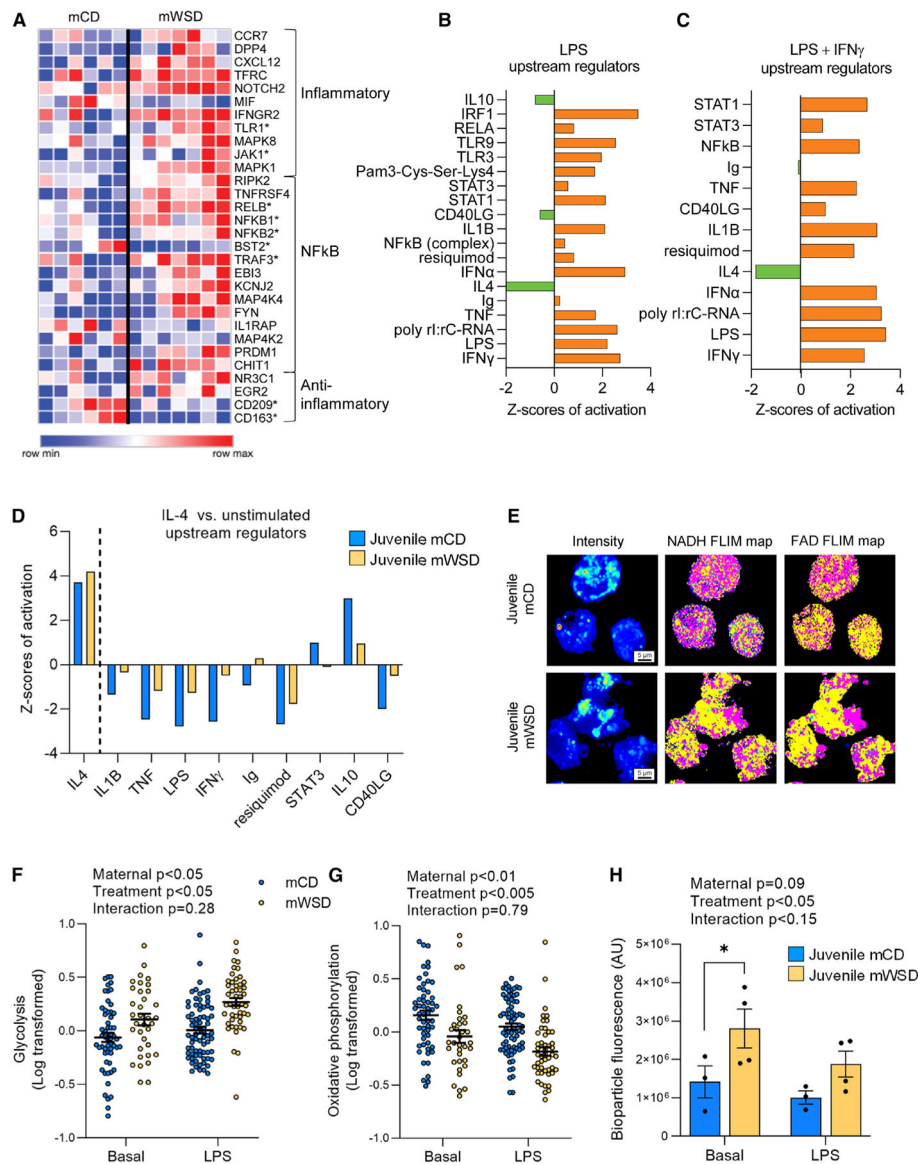 A
mCD
mWSD
CCR7
DPP4
CXCL12
TFRC
NOTCH2
MIF
IFNGR2
TLR1*
MAPK8
JAK1*
MAPK1
RIPK2
TNFRSF4
RELB*
NFKB1*
NFKB2*
BST2*
TRAF3*
EBI3
KCNJ2
MAP4K4
FYN
IL1RAP
MAP4K2
PRDM1
CHIT1
NR3C1
EGR2
CD209*
CD163*
Inflammatory
NFkB
Anti-
inflammatory
row min
row max
B
LPS
upstream regulators
IL10
IRF1
RELA
TLR9
TLR3
Pam3-Cys-Ser-Lys4
STAT3
STAT1
CD40LG
IL1B
NFkB (complex)
resiquimod
IFNα
IL4
Ig
TNF
poly rI:rC-RNA
LPS
IFNγ
-2 0 2 4
Z-scores of activation
C
LPS + IFNγ
upstream regulators
STAT1
STAT3
NFkB
Ig
TNF
CD40LG
IL1B
resiquimod
IL4
IFNα
poly rI:rC-RNA
LPS
IFNγ
-2 0 2 4
Z-scores of activation
D
IL-4 vs. unstimulated
upstream regulators
Juvenile mCD
Juvenile mWSD
Z-scores of activation
6
4
2
0
-2
-4
IL4
IL1B
TNF
LPS
IFNγ
Ig
resiquimod
STAT3
IL10
CD40LG
E
Intensity
NADH FLIM map
FAD FLIM map
Juvenile
mCD
5 μm
Juvenile
mWSD
5 μm
F
Maternal p<0.05
Treatment p<0.05
Interaction p=0.28
mCD
mWSD
Glycolysis
(Log transformed)
1.0
0.5
0.0
-0.5
-1.0
Basal
LPS
G
Maternal p<0.01
Treatment p<0.005
Interaction p=0.79
Oxidative phosphorylation
(Log transformed)
1.0
0.5
0.0
-0.5
-1.0
Basal
LPS
H
Maternal p=0.09
Treatment p<0.05
Interaction p<0.15
Juvenile mCD
Juvenile mWSD
*
Bioparticle fluorescence (AU)
5×10⁶
4×10⁶
3×10⁶
2×10⁶
1×10⁶
0
Basal
LPS